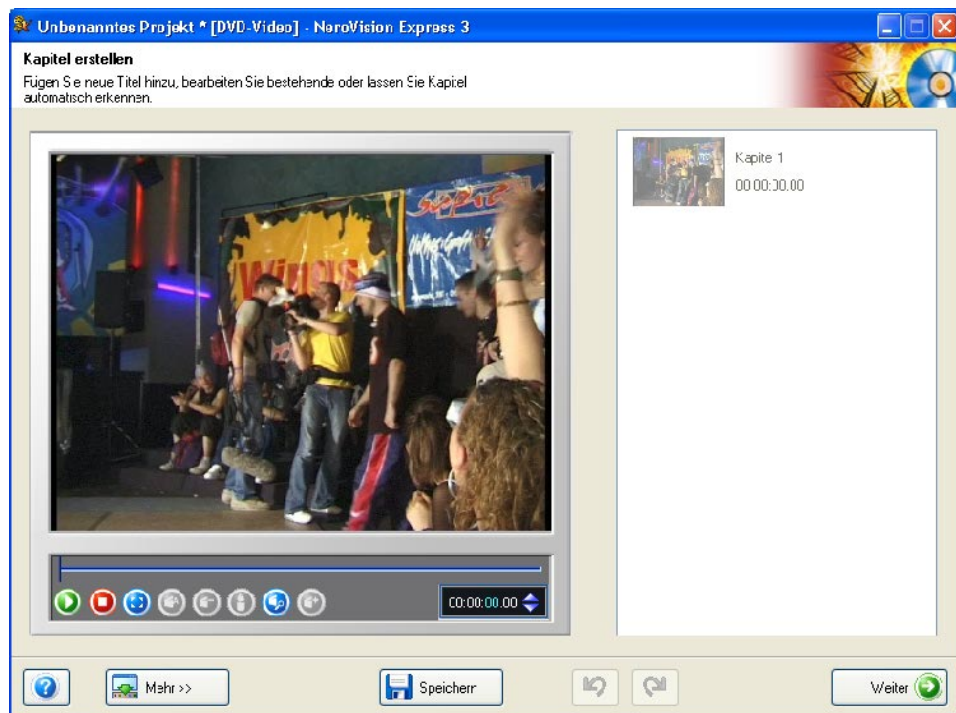 Unbenanntes Projekt * [DVD-Video] - NeroVision Express 3
Kapitel erstellen
Fügen Sie neue Titel hinzu, bearbeiten Sie bestehende oder lassen Sie Kapitel
automatisch erkennen.
Wings
Kapitel 1
00:00:00.00
00:00:00.00
Mehr >>
Speichern
Weiter